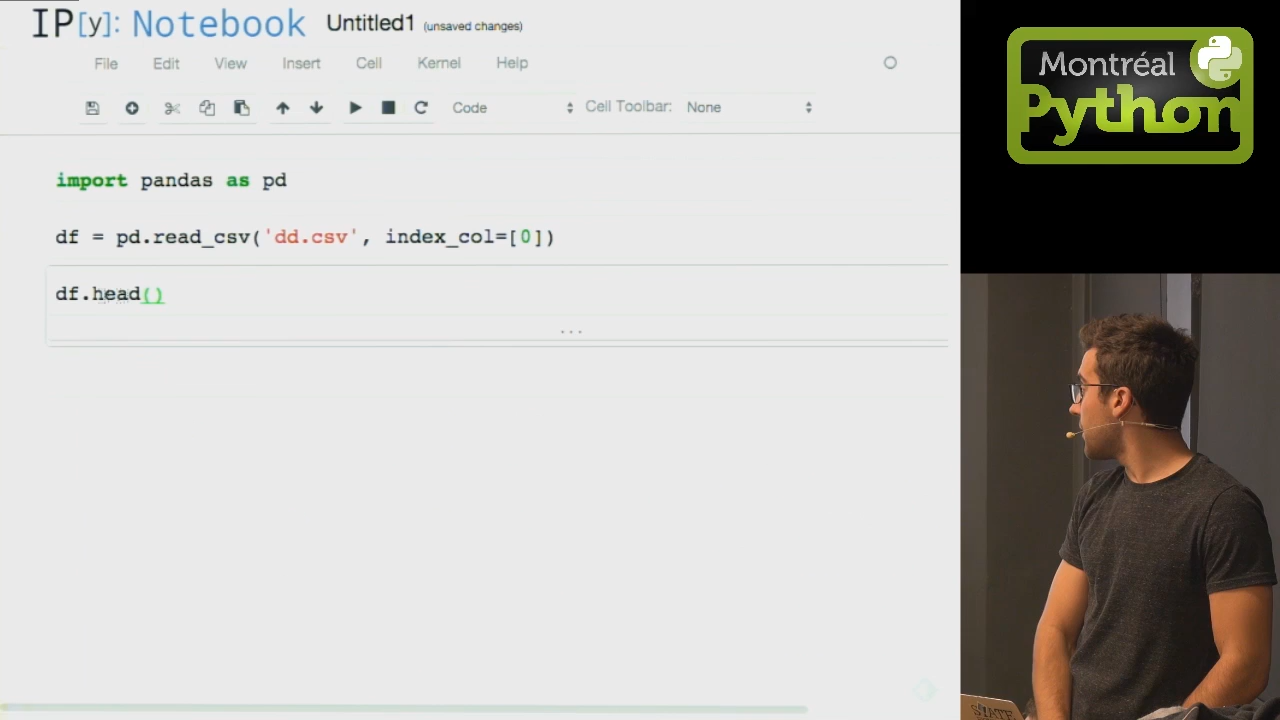 IP[y]: Notebook Untitled1 (unsaved changes)
File Edit View Insert Cell Kernel Help
Code Cell Toolbar: None
import pandas as pd
df = pd.read_csv('dd.csv', index_col=[0])
df.head()
...
Montréal
Python